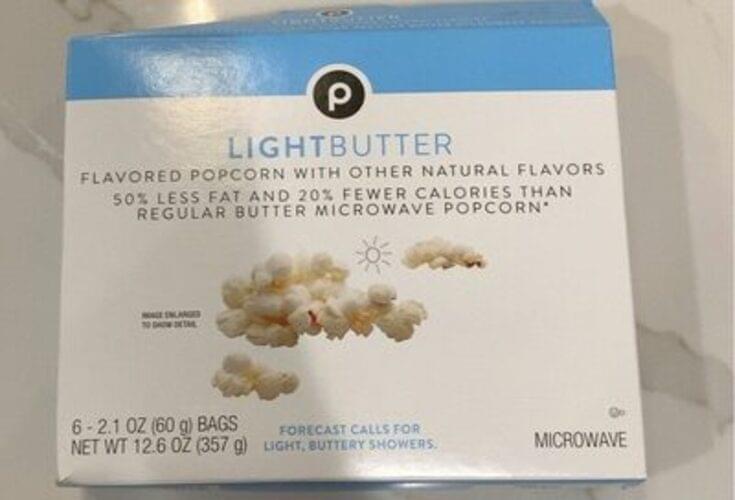 LIGHTBUTTER
p
LIGHTBUTTER
FLAVORED POPCORN WITH OTHER NATURAL FLAVORS
50% LESS FAT AND 20% FEWER CALORIES THAN
REGULAR BUTTER MICROWAVE POPCORN*
IMAGE ENLARGED
TO SHOW DETAIL
6 - 2.1 OZ (60 g) BAGS
NET WT 12.6 OZ (357 g)
FORECAST CALLS FOR
LIGHT, BUTTERY SHOWERS.
MICROWAVE